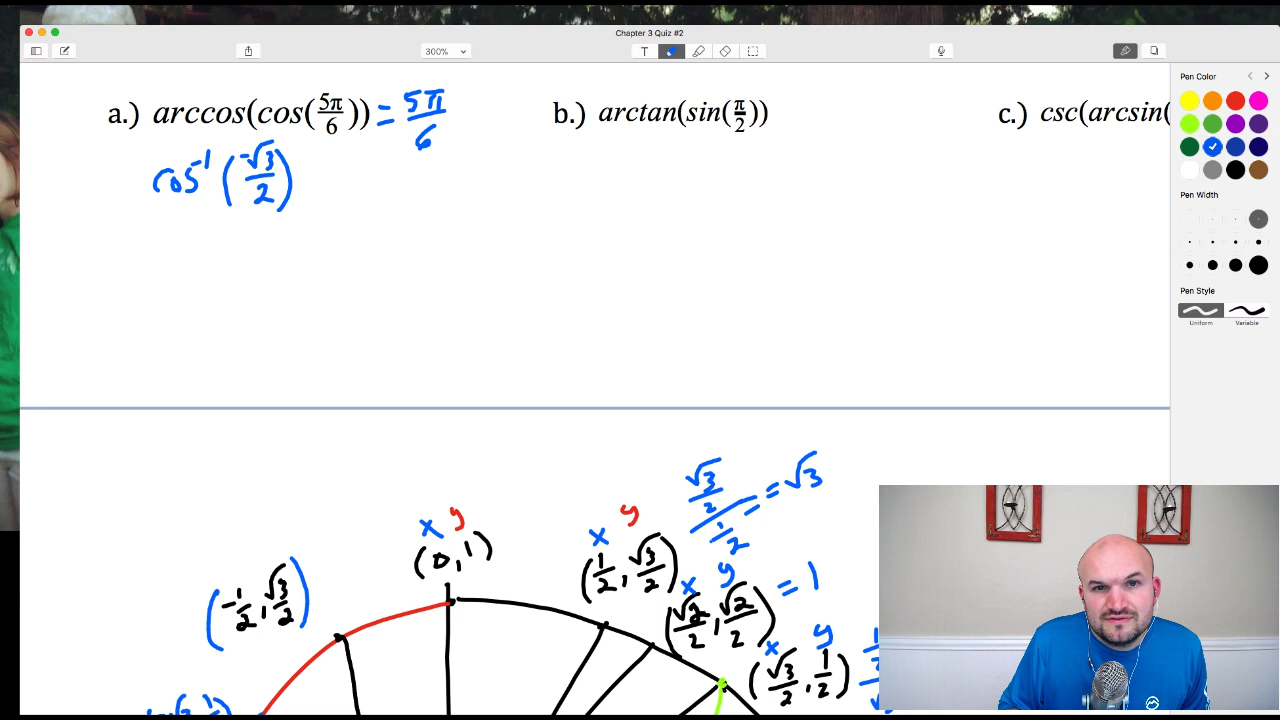 Chapter 3 Quiz #2
300%
T
Pen Color
a.) arccos(cos(5π/6)) = 5π/6
b.) arctan(sin(π/2))
c.) csc(arcsin(
cos⁻¹(-√3/2)
Pen Width
Pen Style
Uniform
Variable
√3/2 / 1/2 = √3
x y
(0,1)
x y
(1/2, √3/2)
(-1/2, √3/2)
x y
(√2/2, √2/2) = 1
x y
(√3/2, 1/2)